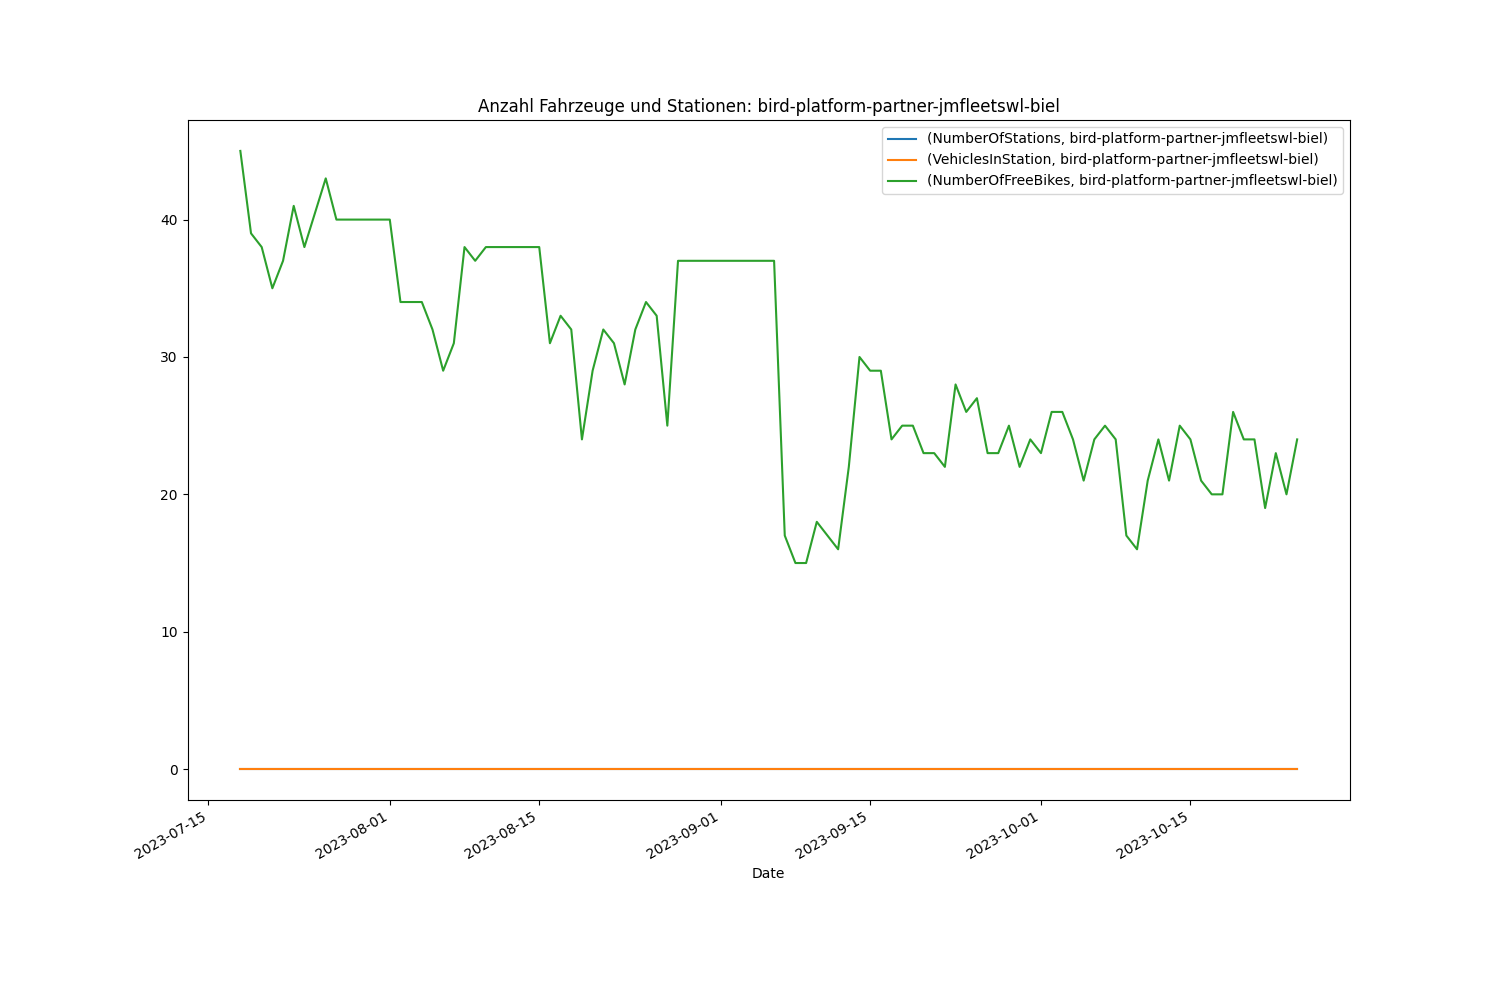 Anzahl Fahrzeuge und Stationen: bird-platform-partner-jmfleetswl-biel
(NumberOfStations, bird-platform-partner-jmfleetswl-biel)
(VehiclesInStation, bird-platform-partner-jmfleetswl-biel)
(NumberOfFreeBikes, bird-platform-partner-jmfleetswl-biel)
40
30
20
10
0
2023-07-15
2023-08-01
2023-08-15
2023-09-01
2023-09-15
2023-10-01
2023-10-15
Date